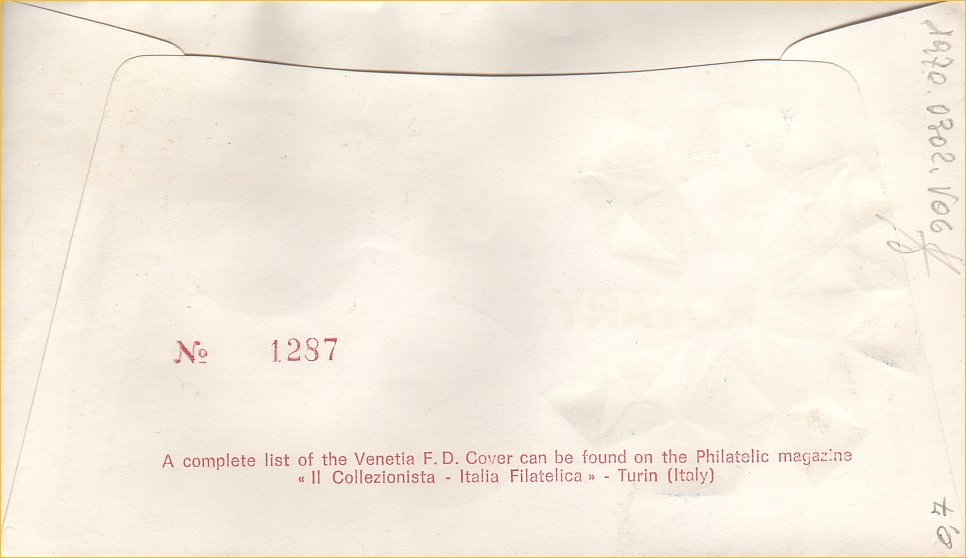 1970.0302.V06
№ 1287
A complete list of the Venetia F.D. Cover can be found on the Philatelic magazine
« Il Collezionista - Italia Filatelica » - Turin (Italy)